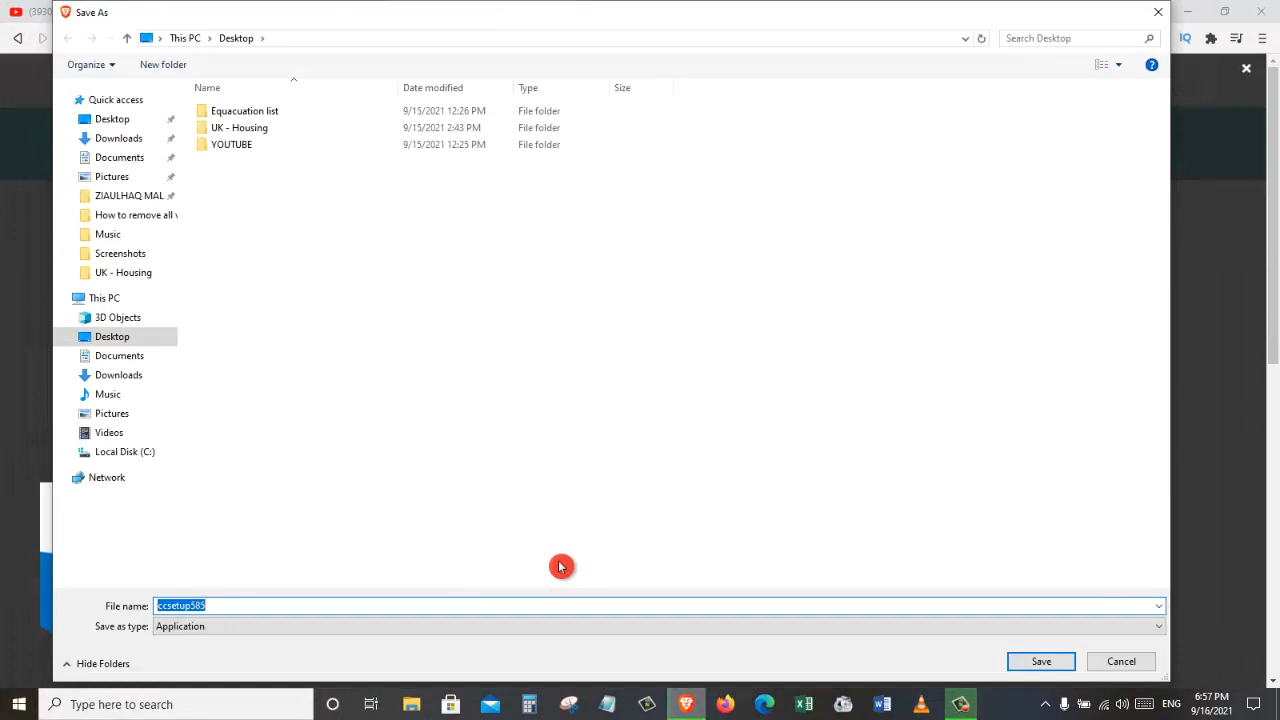 (3930
Save As
This PC
Desktop
Search Desktop
Organize
New folder
IQ
Name
Date modified
Type
Size
Quick access
Desktop
Downloads
Documents
Pictures
ZIAULHAQ MAL
How to remove all v
Music
Screenshots
UK - Housing
This PC
3D Objects
Desktop
Documents
Downloads
Music
Pictures
Videos
Local Disk (C:)
Network
Equacuation list 9/15/2021 12:26 PM File folder
UK - Housing 9/15/2021 2:43 PM File folder
YOUTUBE 9/15/2021 12:25 PM File folder
File name: ccsetup585
Save as type: Application
Hide Folders
Save
Cancel
Type here to search
ENG
6:57 PM
9/16/2021